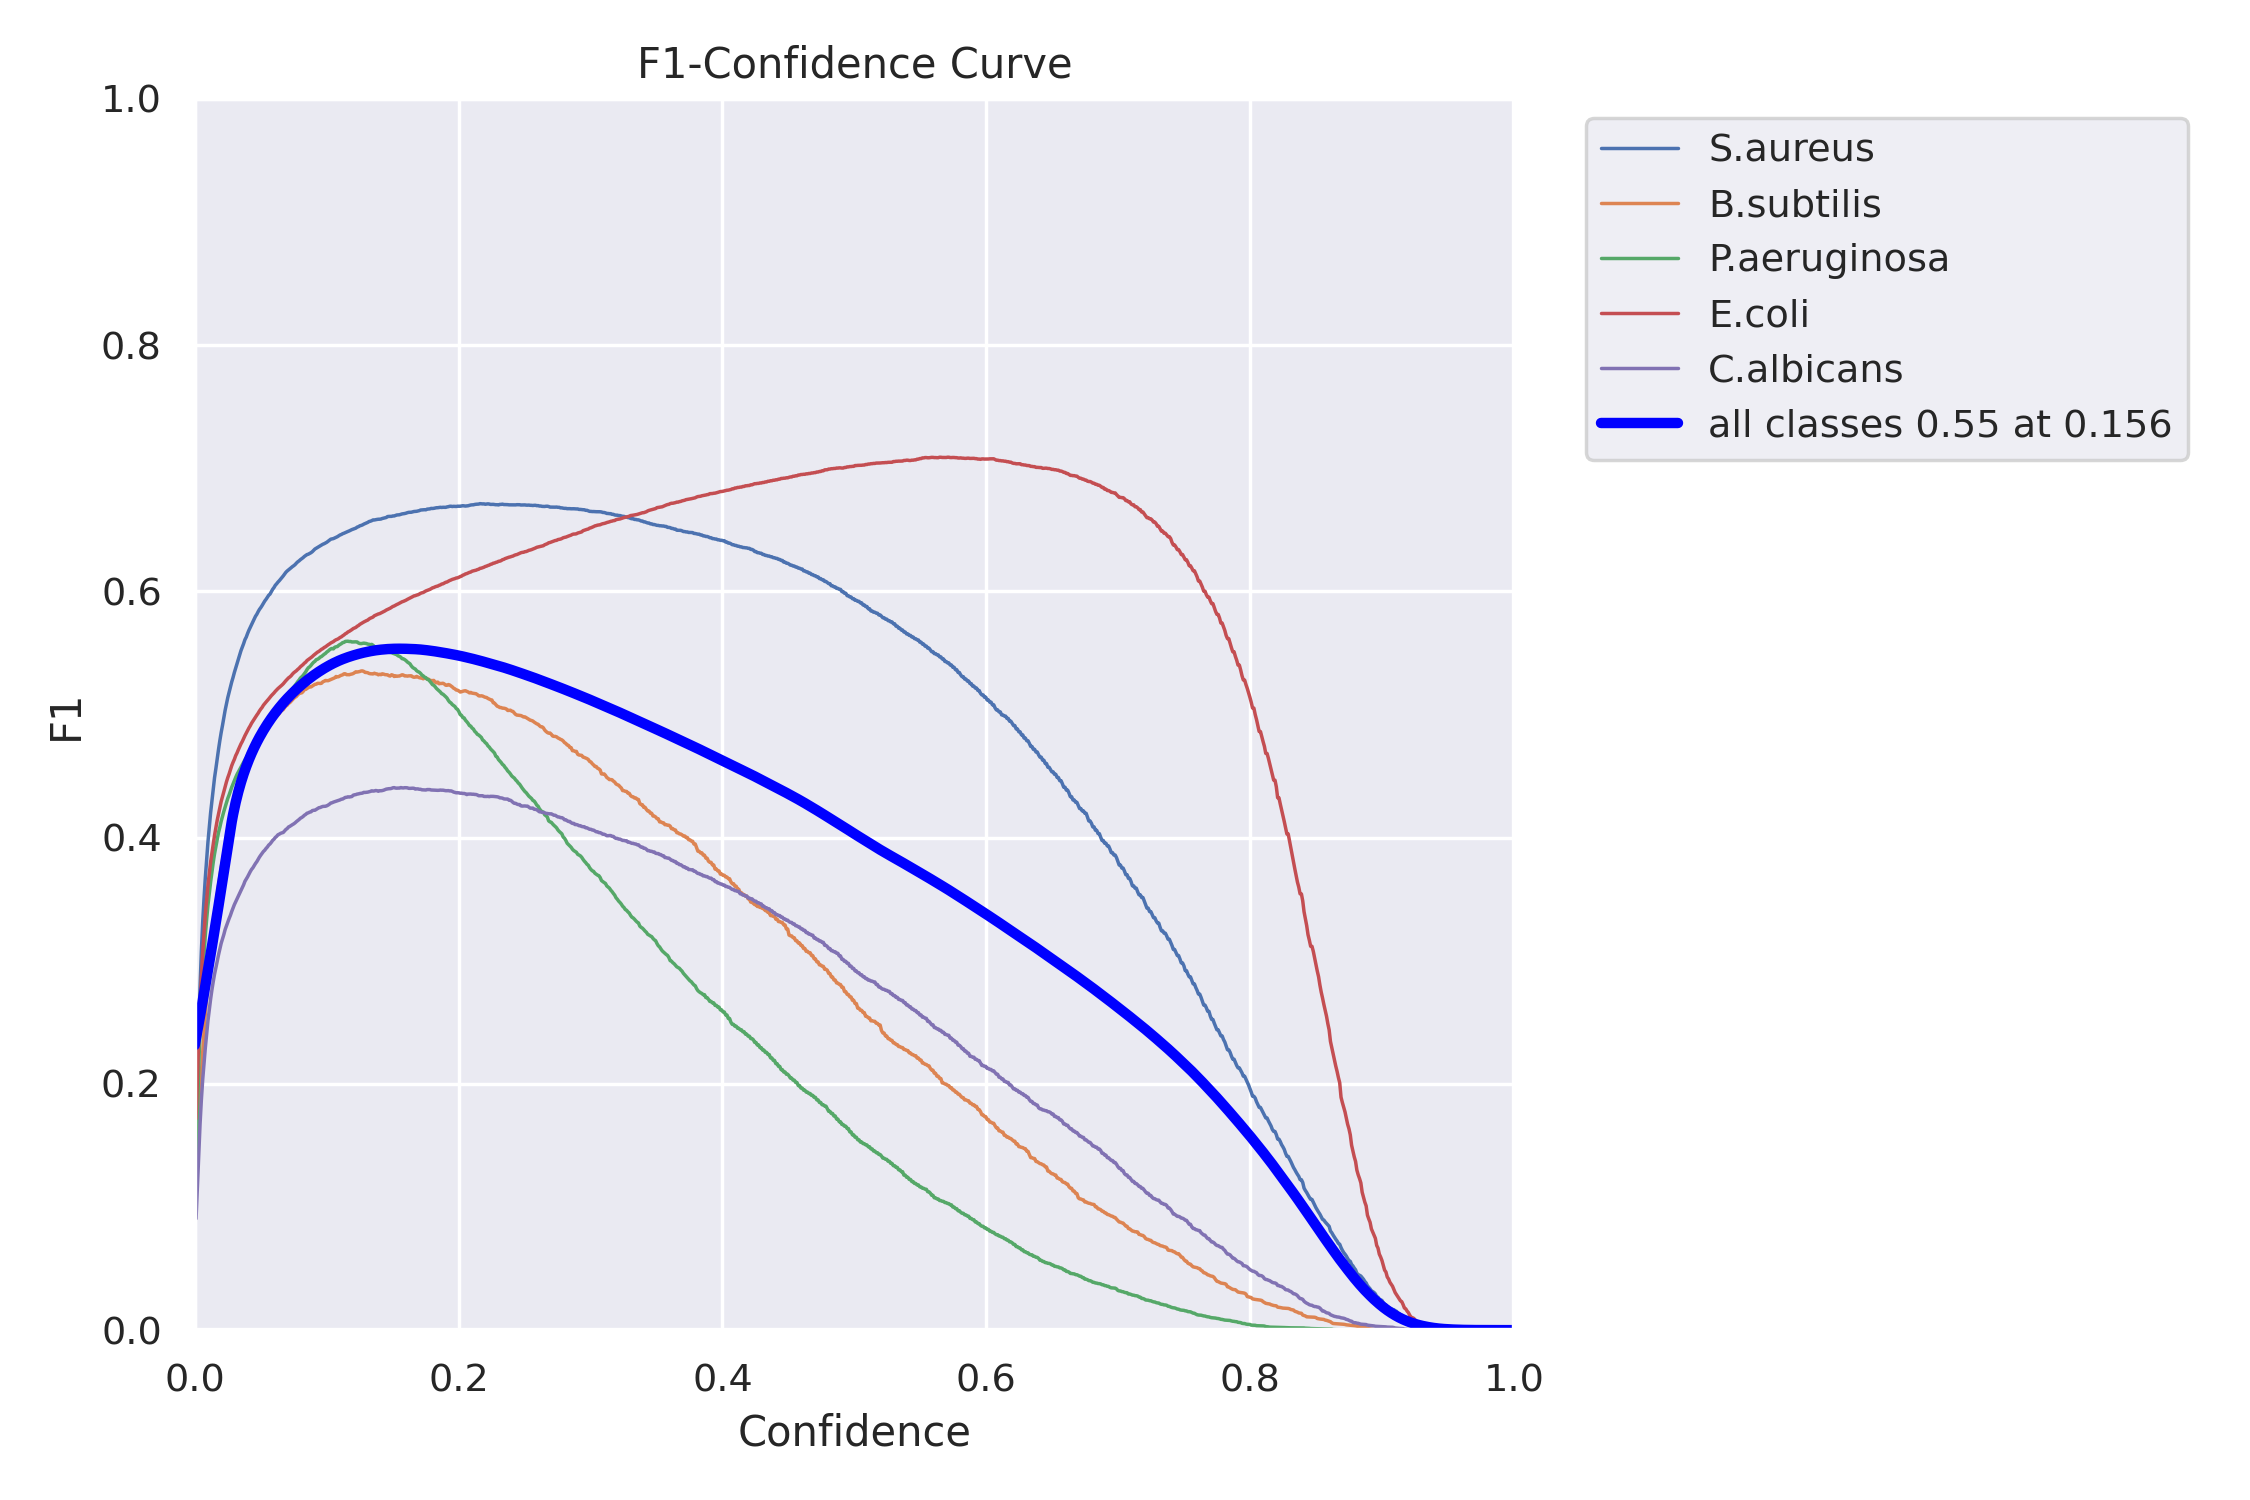 F1-Confidence Curve
1.0
0.8
0.6
0.4
0.2
0.0
F1
0.0 0.2 0.4 0.6 0.8 1.0
Confidence
S.aureus
B.subtilis
P.aeruginosa
E.coli
C.albicans
all classes 0.55 at 0.156